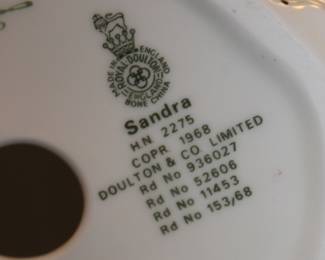 MADE IN ENGLAND
ROYAL DOULTON
ENGLAND
BONE CHINA
Sandra
H.N. 2275
COPR. 1968
DOULTON & CO. LIMITED
Rd No 936027
Rd No 52606
Rd No 11453
Rd No 153/68